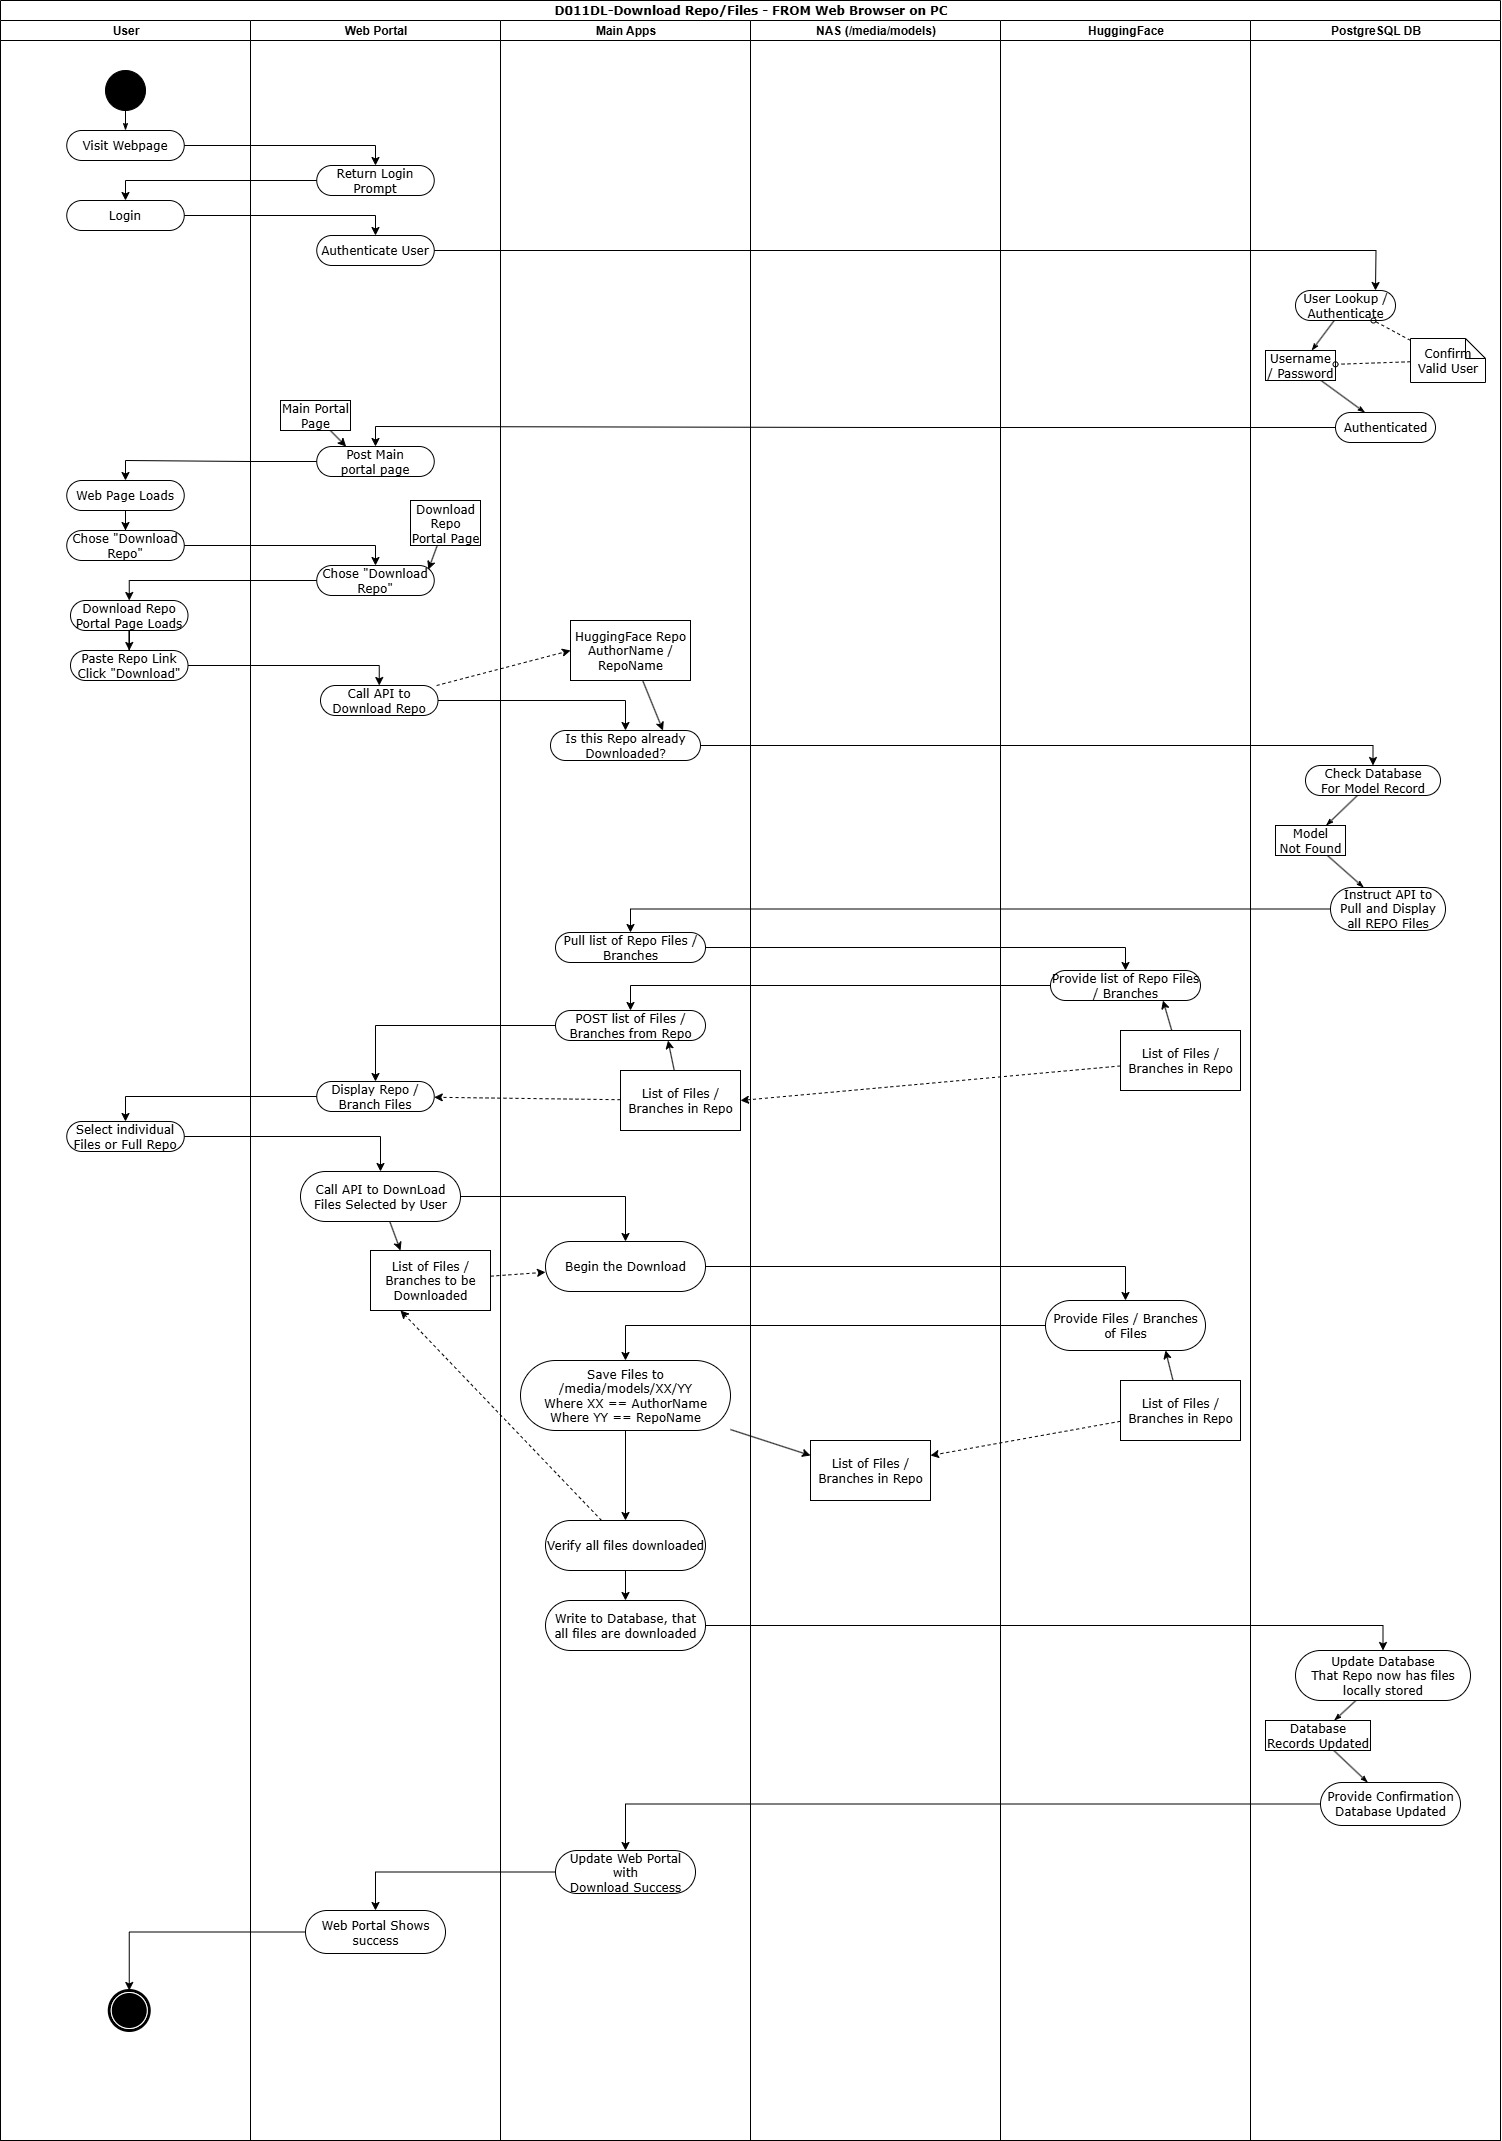 D011DL-Download Repo/Files - FROM Web Browser on PC
User
Web Portal
Main Apps
NAS (/media/models)
HuggingFace
PostgreSQL DB
Visit Webpage
Return Login
Prompt
Login
Authenticate User
User Lookup /
Authenticate
Username
/ Password
Confirm
Valid User
Authenticated
Main Portal
Page
Post Main
portal page
Web Page Loads
Chose "Download
Repo"
Download
Repo
Portal Page
Chose "Download
Repo"
Download Repo
Portal Page Loads
Paste Repo Link
Click "Download"
HuggingFace Repo
AuthorName /
RepoName
Call API to
Download Repo
Is this Repo already
Downloaded?
Check Database
For Model Record
Model
Not Found
Instruct API to
Pull and Display
all REPO Files
Pull list of Repo Files /
Branches
Provide list of Repo Files
/ Branches
POST list of Files /
Branches from Repo
List of Files /
Branches in Repo
List of Files /
Branches in Repo
Display Repo /
Branch Files
Select individual
Files or Full Repo
Call API to DownLoad
Files Selected by User
List of Files /
Branches to be
Downloaded
Begin the Download
Provide Files / Branches
of Files
Save Files to
/media/models/XX/YY
Where XX == AuthorName
Where YY == RepoName
List of Files /
Branches in Repo
List of Files /
Branches in Repo
Verify all files downloaded
Write to Database, that
all files are downloaded
Update Database
That Repo now has files
locally stored
Database
Records Updated
Provide Confirmation
Database Updated
Update Web Portal
with
Download Success
Web Portal Shows
success